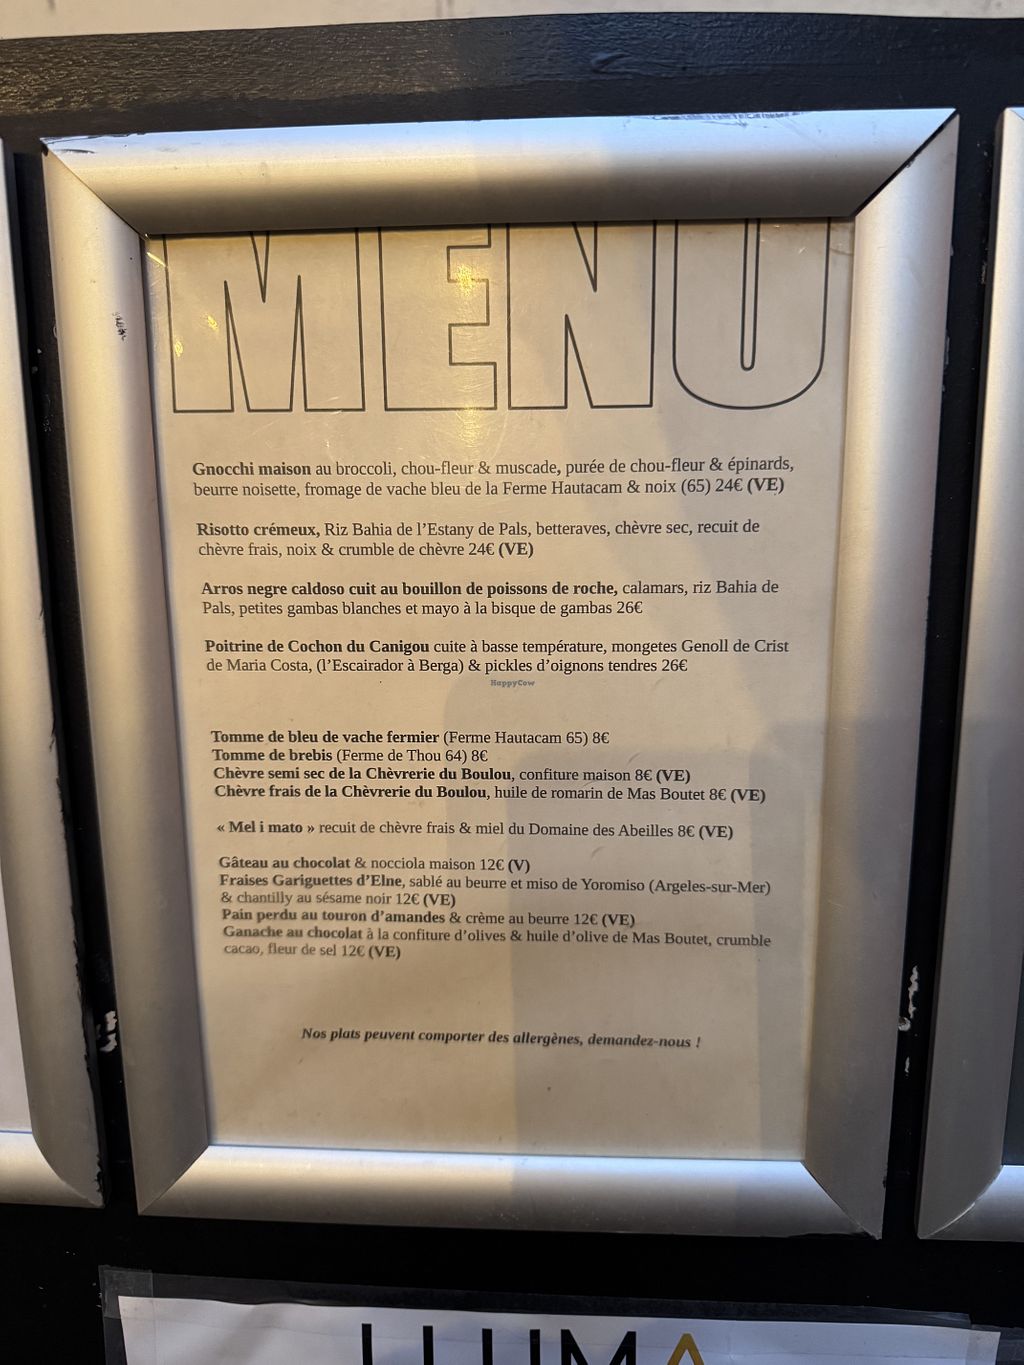 MENU
Gnocchi maison au broccoli, chou-fleur & muscade, purée de chou-fleur & épinards,
beurre noisette, fromage de vache bleu de la Ferme Hautacam & noix (65) 24€ (VE)
Risotto crémeux, Riz Bahia de l'Estany de Pals, betteraves, chèvre sec, recuit de
chèvre frais, noix & crumble de chèvre 24€ (VE)
Arros negre caldoso cuit au bouillon de poissons de roche, calamars, riz Bahia de
Pals, petites gambas blanches et mayo à la bisque de gambas 26€
Poitrine de Cochon du Canigou cuite à basse température, mongetes Genoll de Crist
de Maria Costa, (l'Escairador à Berga) & pickles d'oignons tendres 26€
HappyCow
Tomme de bleu de vache fermier (Ferme Hautacam 65) 8€
Tomme de brebis (Ferme de Thou 64) 8€
Chèvre semi sec de la Chèvrerie du Boulou, confiture maison 8€ (VE)
Chèvre frais de la Chèvrerie du Boulou, huile de romarin de Mas Boutet 8€ (VE)
« Mel i mato » recuit de chèvre frais & miel du Domaine des Abeilles 8€ (VE)
Gâteau au chocolat & nocciola maison 12€ (V)
Fraises Gariguettes d'Elne, sablé au beurre et miso de Yoromiso (Argeles-sur-Mer)
& chantilly au sésame noir 12€ (VE)
Pain perdu au touron d'amandes & crème au beurre 12€ (VE)
Ganache au chocolat à la confiture d'olives & huile d'olive de Mas Boutet, crumble
cacao, fleur de sel 12€ (VE)
Nos plats peuvent comporter des allergènes, demandez-nous !